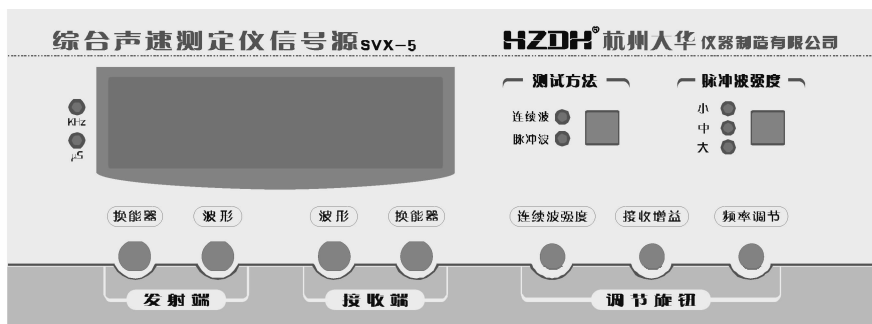 综合声速测定仪信号源SVX-5
HZDH®杭州大华仪器制造有限公司
测试方法
脉冲波强度
KHz
μS
连续波
脉冲波
小
中
大
换能器
波形
波形
换能器
连续波强度
接收增益
频率调节
发射端
接收端
调节旋钮